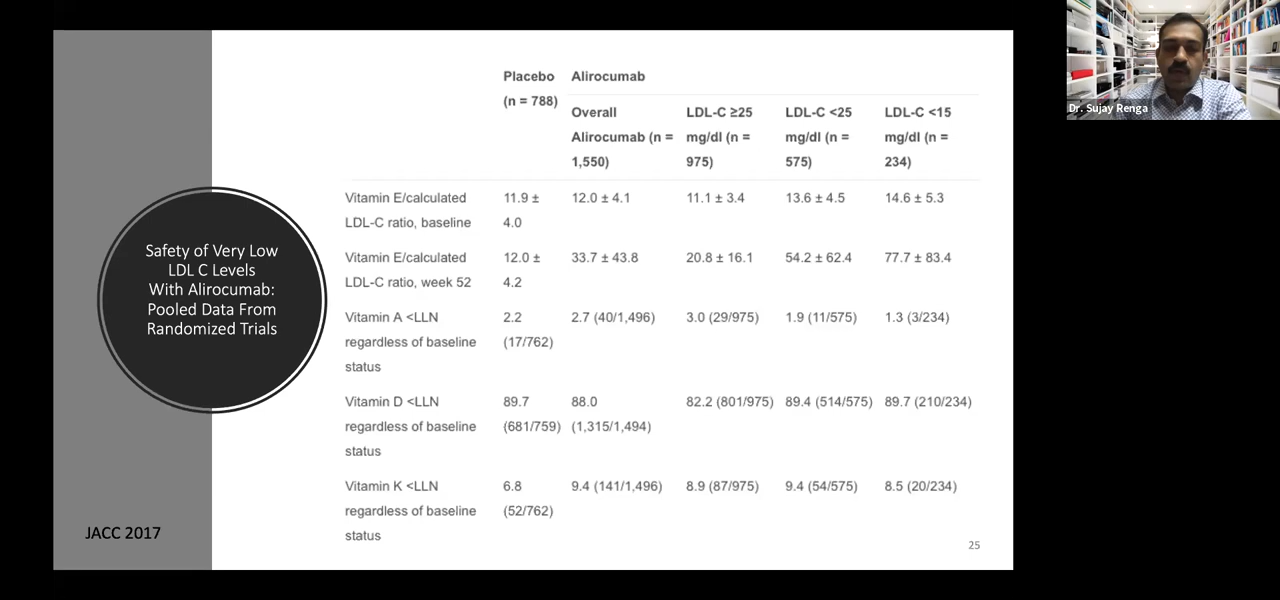 Safety of Very Low
LDL C Levels
With Alirocumab:
Pooled Data From
Randomized Trials
JACC 2017
Placebo Alirocumab
(n = 788)
Overall LDL-C ≥25 LDL-C <25 LDL-C <15
Alirocumab (n = mg/dl (n = mg/dl (n = mg/dl (n =
1,550) 975) 575) 234)
Vitamin E/calculated 11.9 ± 12.0 ± 4.1 11.1 ± 3.4 13.6 ± 4.5 14.6 ± 5.3
LDL-C ratio, baseline 4.0
Vitamin E/calculated 12.0 ± 33.7 ± 43.8 20.8 ± 16.1 54.2 ± 62.4 77.7 ± 83.4
LDL-C ratio, week 52 4.2
Vitamin A <LLN 2.2 2.7 (40/1,496) 3.0 (29/975) 1.9 (11/575) 1.3 (3/234)
regardless of baseline (17/762)
status
Vitamin D <LLN 89.7 88.0 82.2 (801/975) 89.4 (514/575) 89.7 (210/234)
regardless of baseline (681/759) (1,315/1,494)
status
Vitamin K <LLN 6.8 9.4 (141/1,496) 8.9 (87/975) 9.4 (54/575) 8.5 (20/234)
regardless of baseline (52/762)
status
25
Dr. Sujay Renga